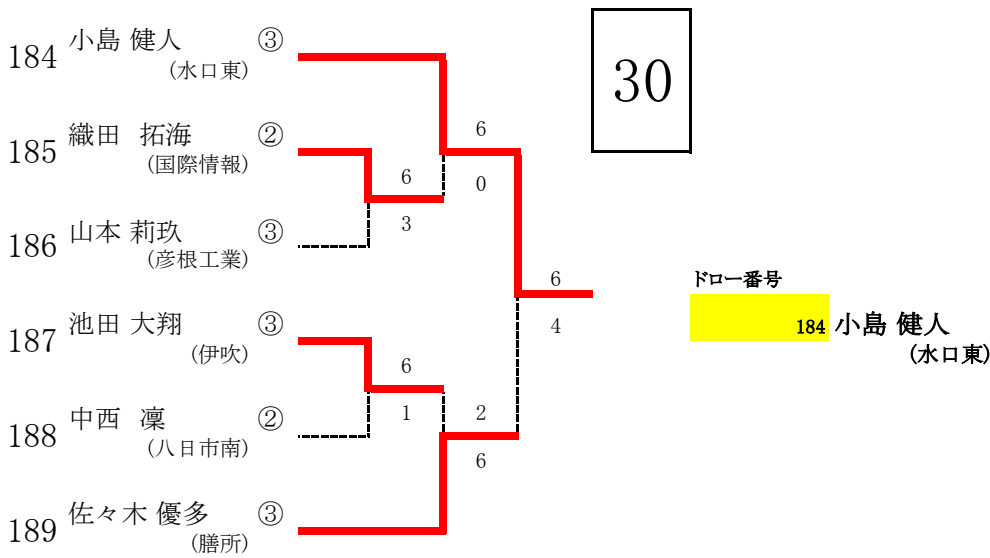 30
184 小島 健人 ③
(水口東)
185 織田 拓海 ②
(国際情報)
186 山本 莉玖 ③
(彦根工業)
187 池田 大翔 ③
(伊吹)
188 中西 凜 ②
(八日市南)
189 佐々木 優多 ③
(膳所)
6
3
6
0
6
1
2
6
6
4
ドロー番号
184 小島 健人
(水口東)